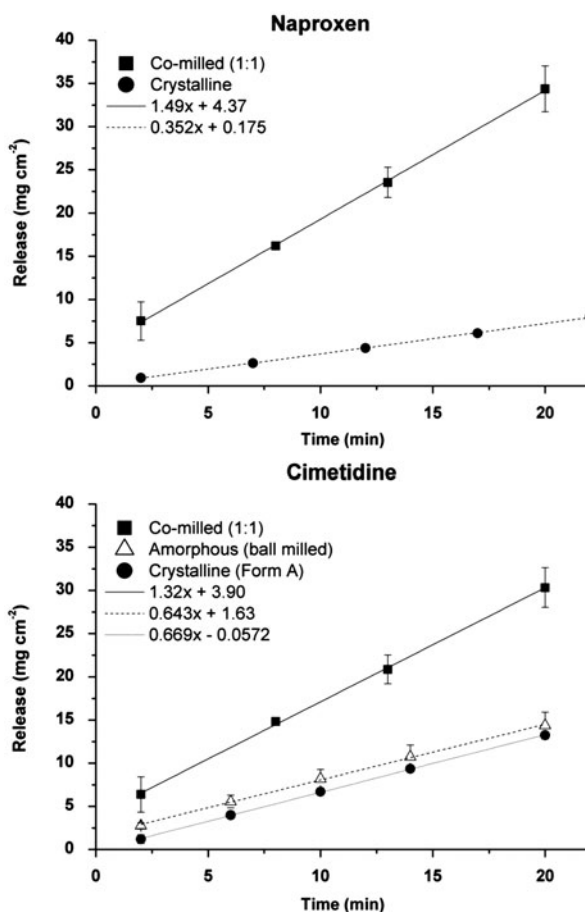 Naproxen
40
35
30
25
20
15
10
5
0
Release (mg cm⁻²)
Co-milled (1:1)
Crystalline
1.49x + 4.37
0.352x + 0.175
0 5 10 15 20
Time (min)
Cimetidine
40
35
30
25
20
15
10
5
0
Release (mg cm⁻²)
Co-milled (1:1)
Amorphous (ball milled)
Crystalline (Form A)
1.32x + 3.90
0.643x + 1.63
0.669x - 0.0572
0 5 10 15 20
Time (min)